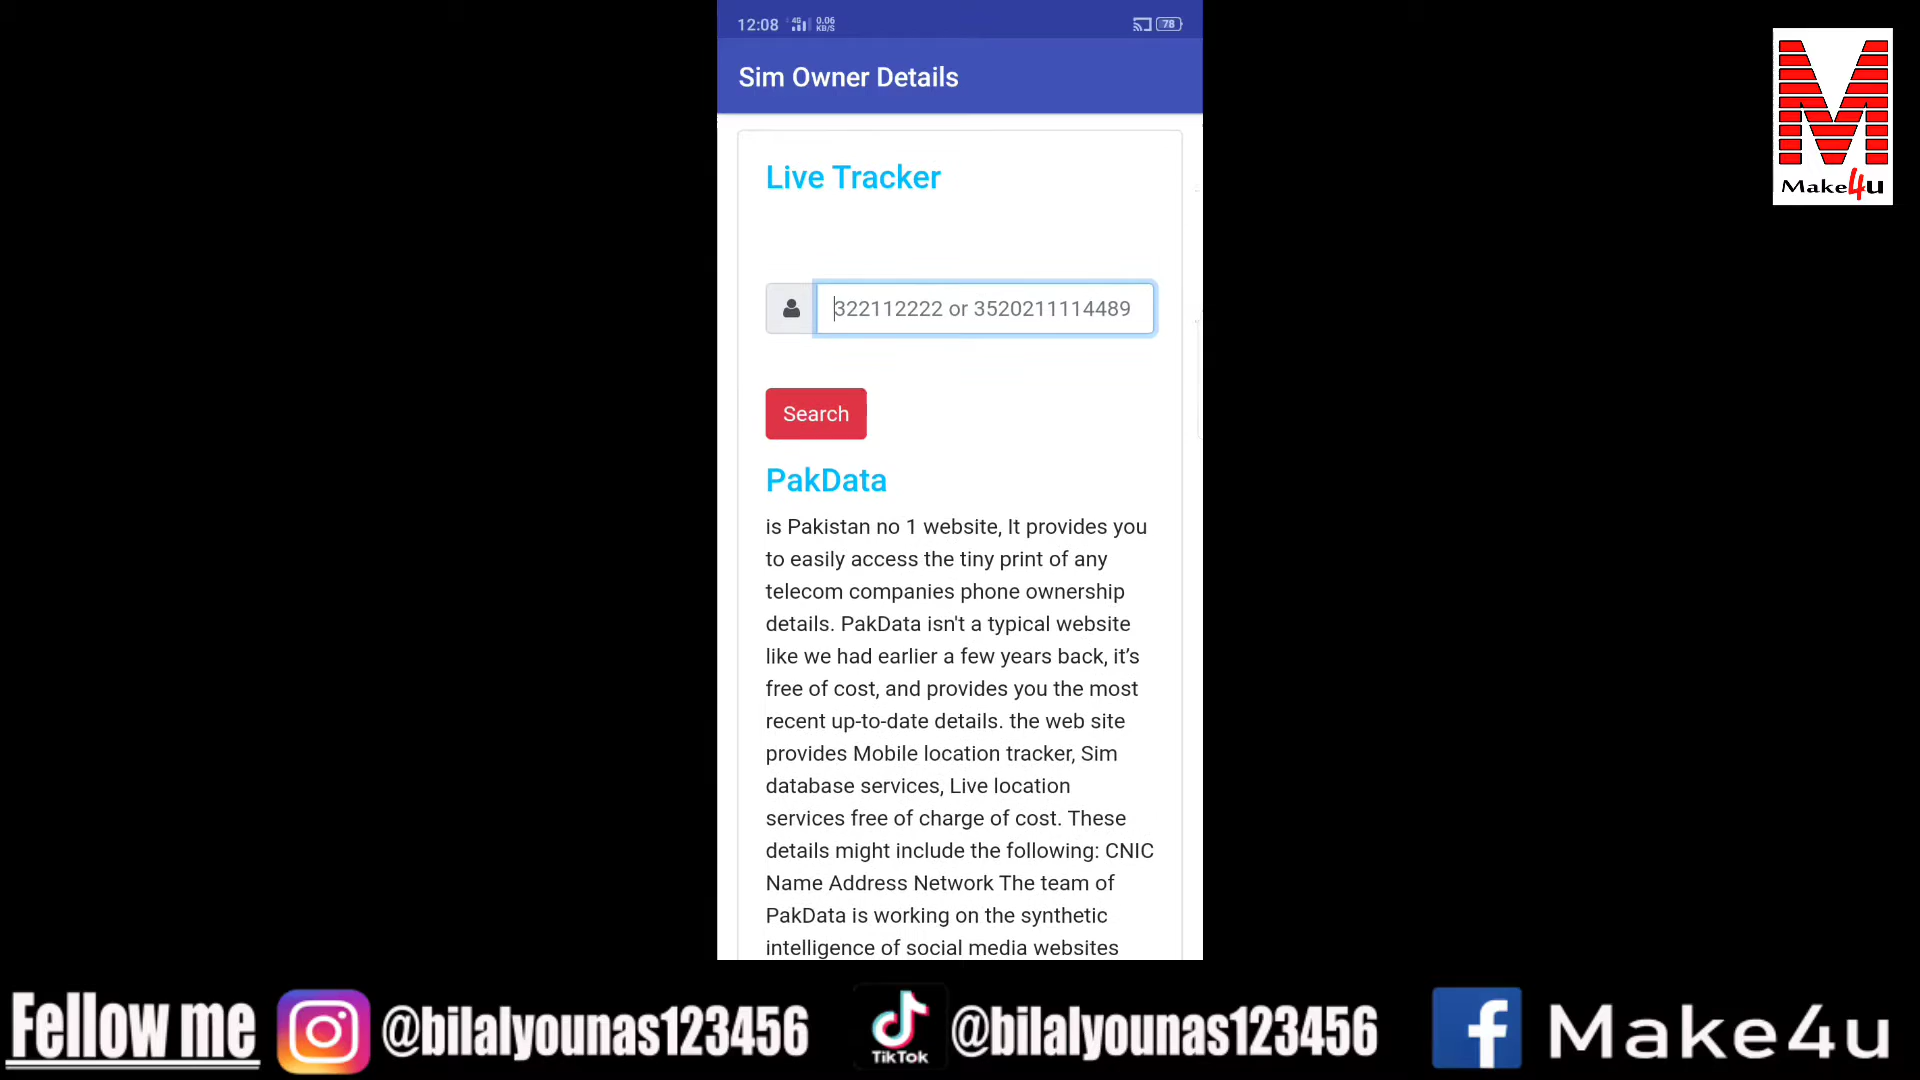 12:08 4G 0.06 KB/S 78
Sim Owner Details
Live Tracker
322112222 or 3520211114489
Search
PakData
is Pakistan no 1 website, It provides you
to easily access the tiny print of any
telecom companies phone ownership
details. PakData isn't a typical website
like we had earlier a few years back, it’s
free of cost, and provides you the most
recent up-to-date details. the web site
provides Mobile location tracker, Sim
database services, Live location
services free of charge of cost. These
details might include the following: CNIC
Name Address Network The team of
PakData is working on the synthetic
intelligence of social media websites
M
Make4u
Fellow me @bilalyounas123456 TikTok @bilalyounas123456 f Make4u